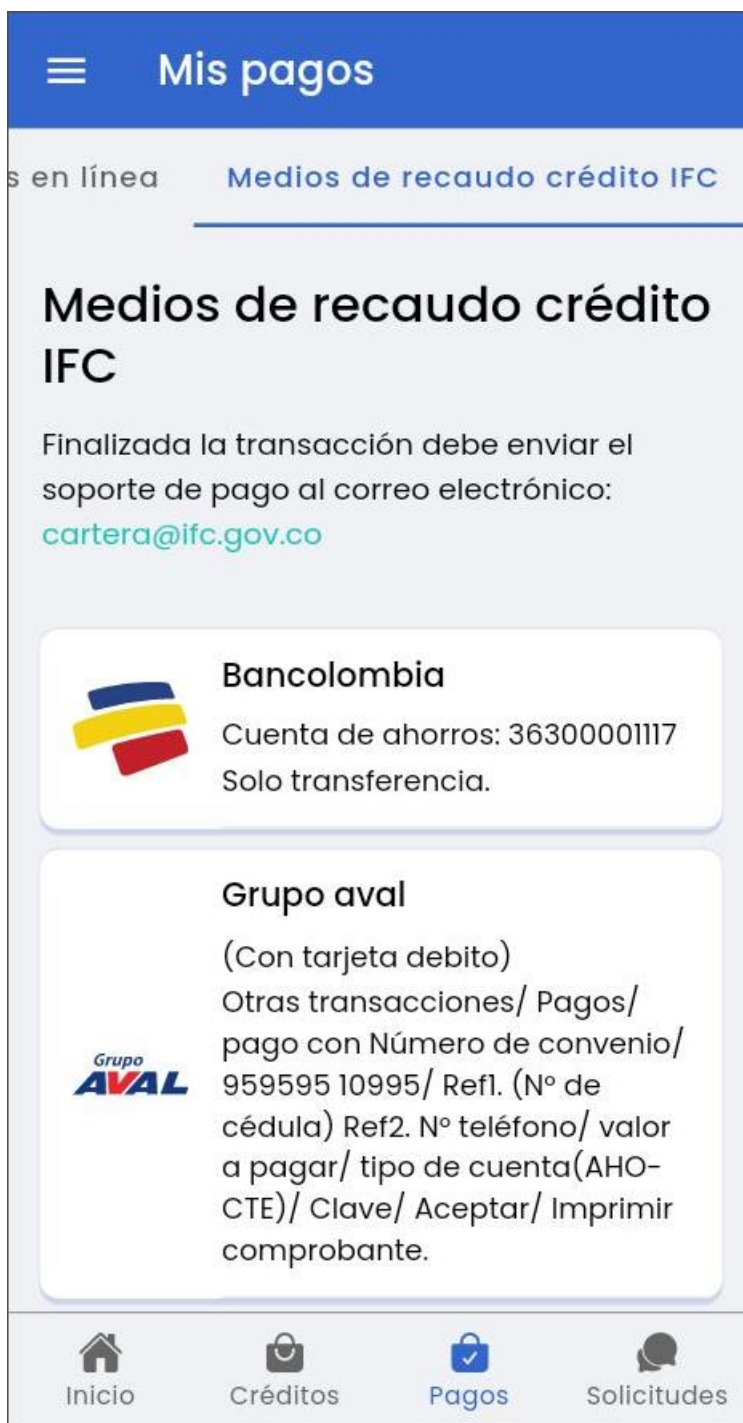 Mis pagos
s en línea
Medios de recaudo crédito IFC
Medios de recaudo crédito
IFC
Finalizada la transacción debe enviar el
soporte de pago al correo electrónico:
cartera@ifc.gov.co
Bancolombia
Cuenta de ahorros: 36300001117
Solo transferencia.
Grupo aval
Grupo
AVAL
(Con tarjeta debito)
Otras transacciones/ Pagos/
pago con Número de convenio/
959595 10995/ Ref1. (Nº de
cédula) Ref2. Nº teléfono/ valor
a pagar/ tipo de cuenta(AHO-
CTE)/ Clave/ Aceptar/ Imprimir
comprobante.
Inicio
Créditos
Pagos
Solicitudes